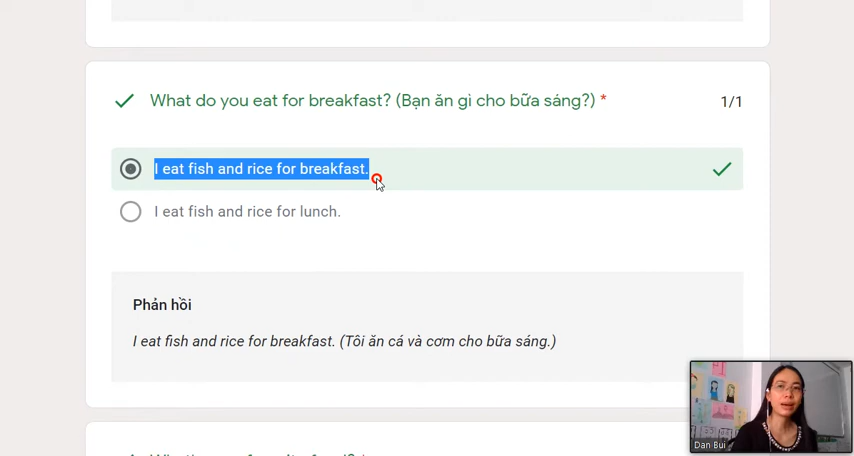 What do you eat for breakfast? (Bạn ăn gì cho bữa sáng?) *
1/1
I eat fish and rice for breakfast.
I eat fish and rice for lunch.
Phản hồi
I eat fish and rice for breakfast. (Tôi ăn cá và cơm cho bữa sáng.)
Dan Bui